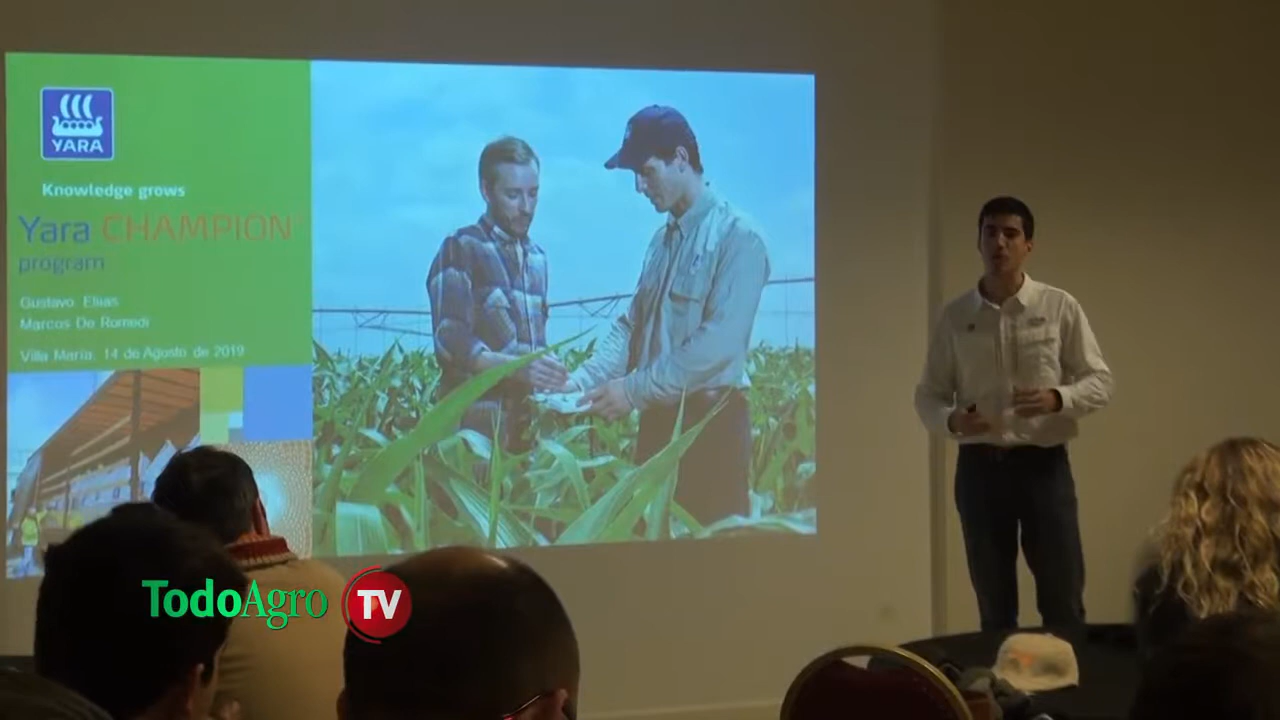 YARA
Knowledge grows
Yara CHAMPION
program
Gustavo Elias
Marcos De Romedi
Villa María, 14 de Agosto de 2019
TodoAgro TV